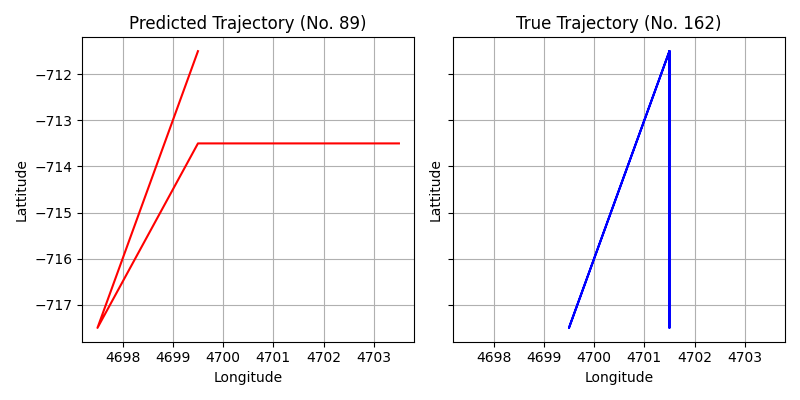 Predicted Trajectory (No. 89)
True Trajectory (No. 162)
−712
−713
−714
−715
−716
−717
Lattitude
Lattitude
4698 4699 4700 4701 4702 4703
4698 4699 4700 4701 4702 4703
Longitude
Longitude